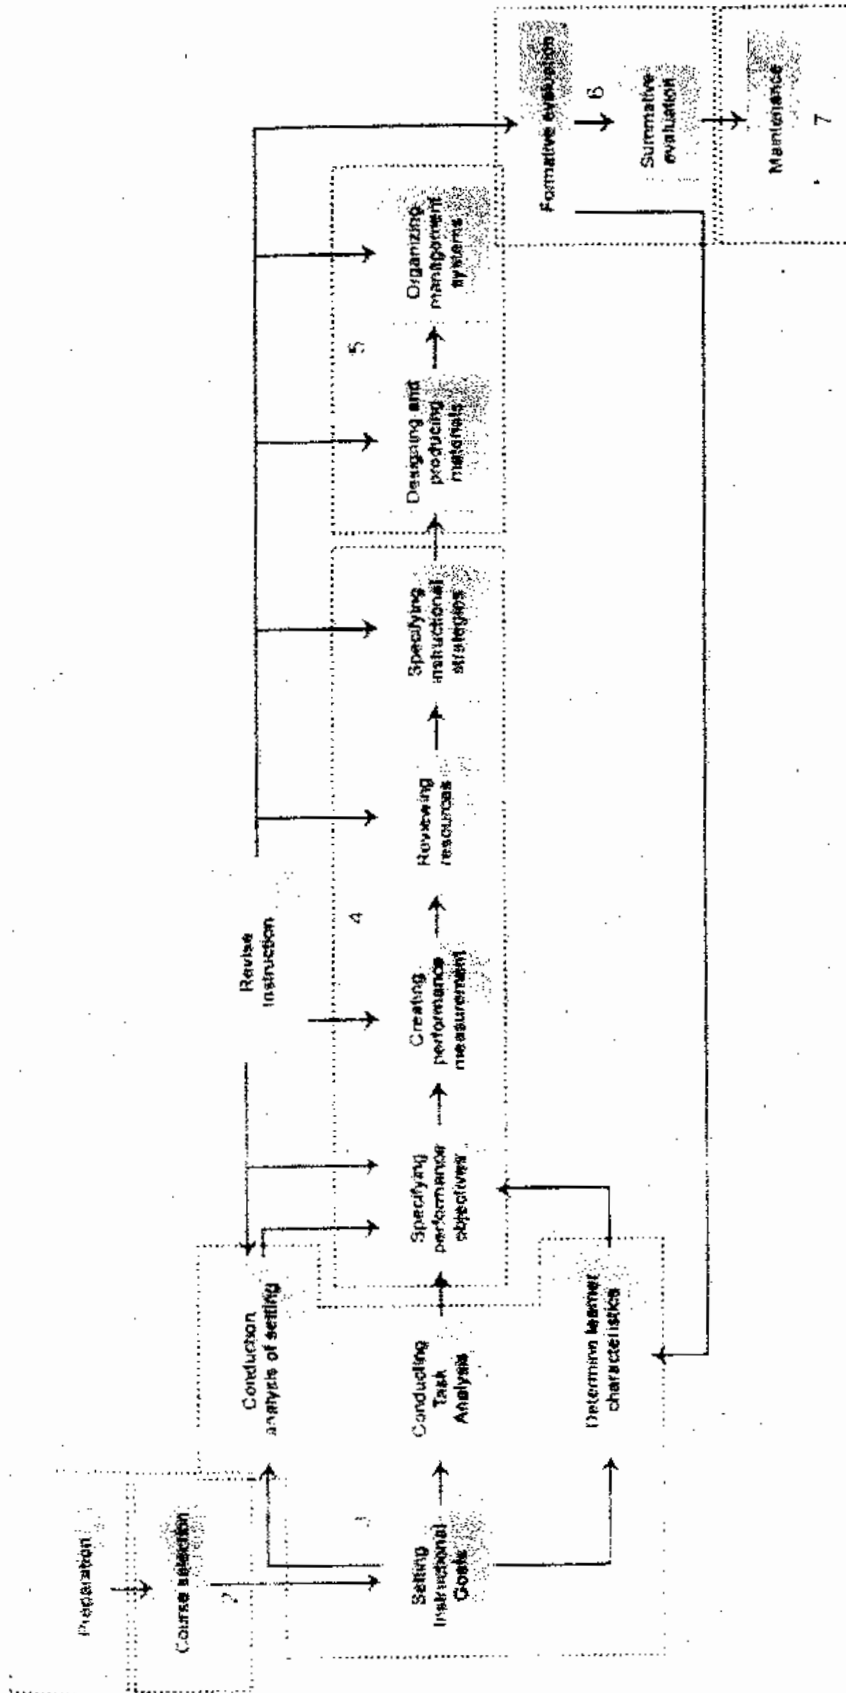 Preparation
Course selection
2
3
Setting
Instructional
Goals
Conduction
analysis of setting
Conducting
Task
Analysis
Determine learner
characteristics
Revise
Instruction
4
Specifying
performance
objectives
Creating
performance
measurement
Reviewing
resources
Specifying
instructional
strategies
5
Designing and
producing
materials
Organizing
management
systems
Formative evaluation
6
Summative
evaluation
Maintenance
7